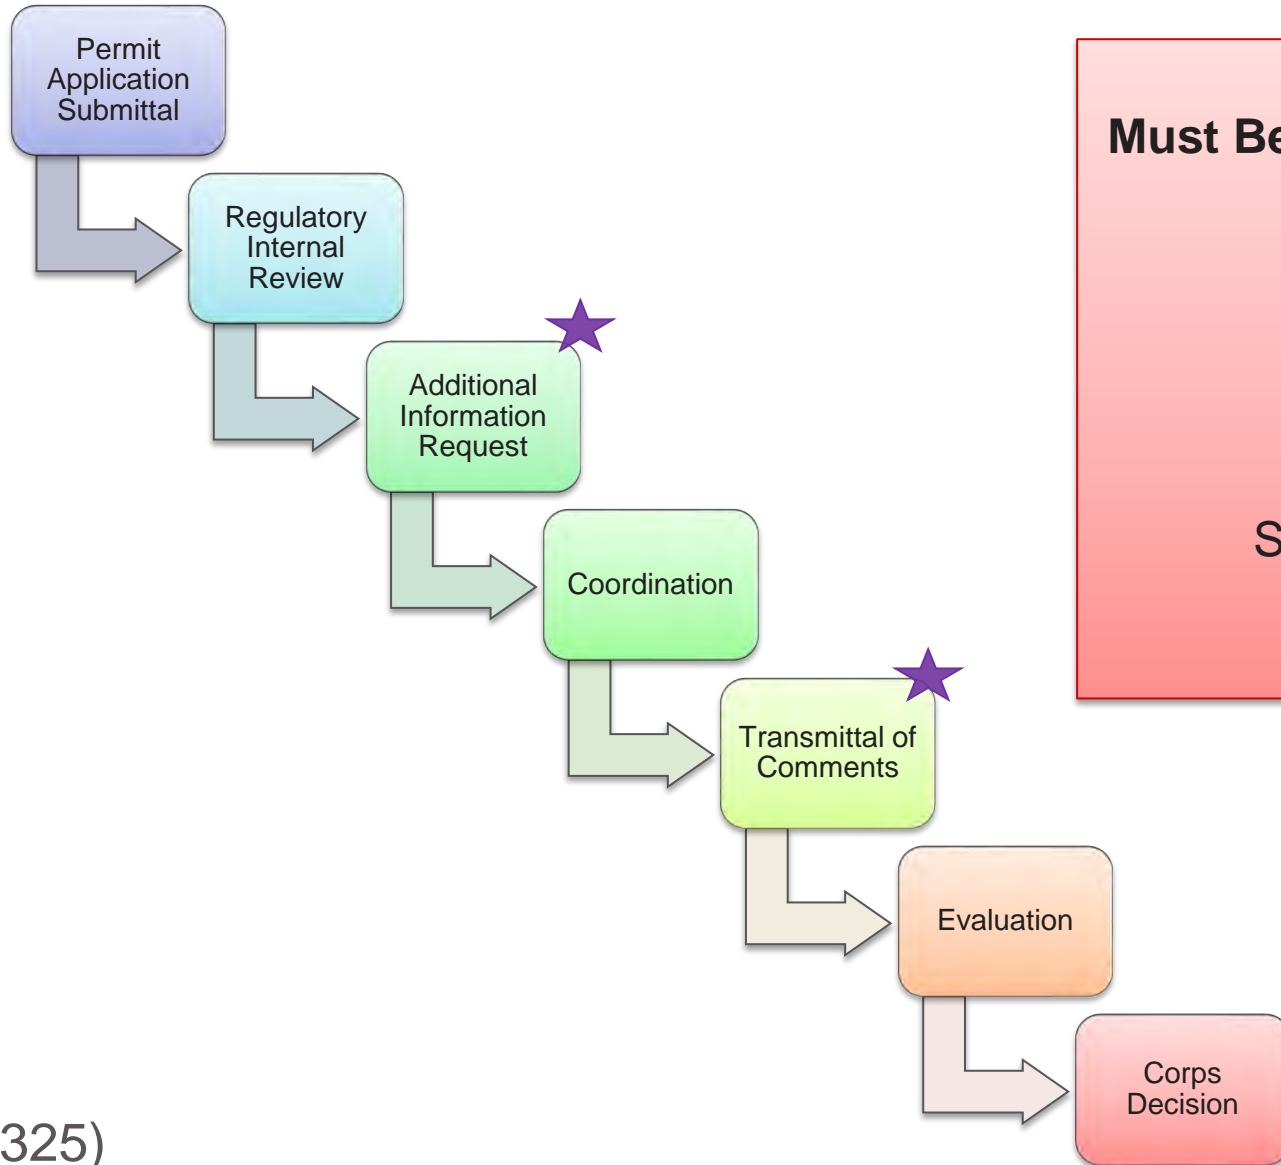 Permit
Application
Submittal
Must Be
Regulatory
Internal
Review
Additional
Information
Request
S
Coordination
Transmittal of
Comments
Evaluation
Corps
Decision
325)